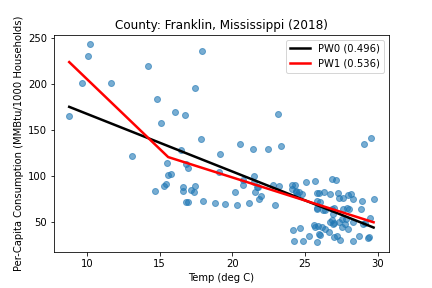 County: Franklin, Mississippi (2018)
Per-Capita Consumption (MMBtu/1000 Households)
250
200
150
100
50
PW0 (0.496)
PW1 (0.536)
10
15
20
25
30
Temp (deg C)